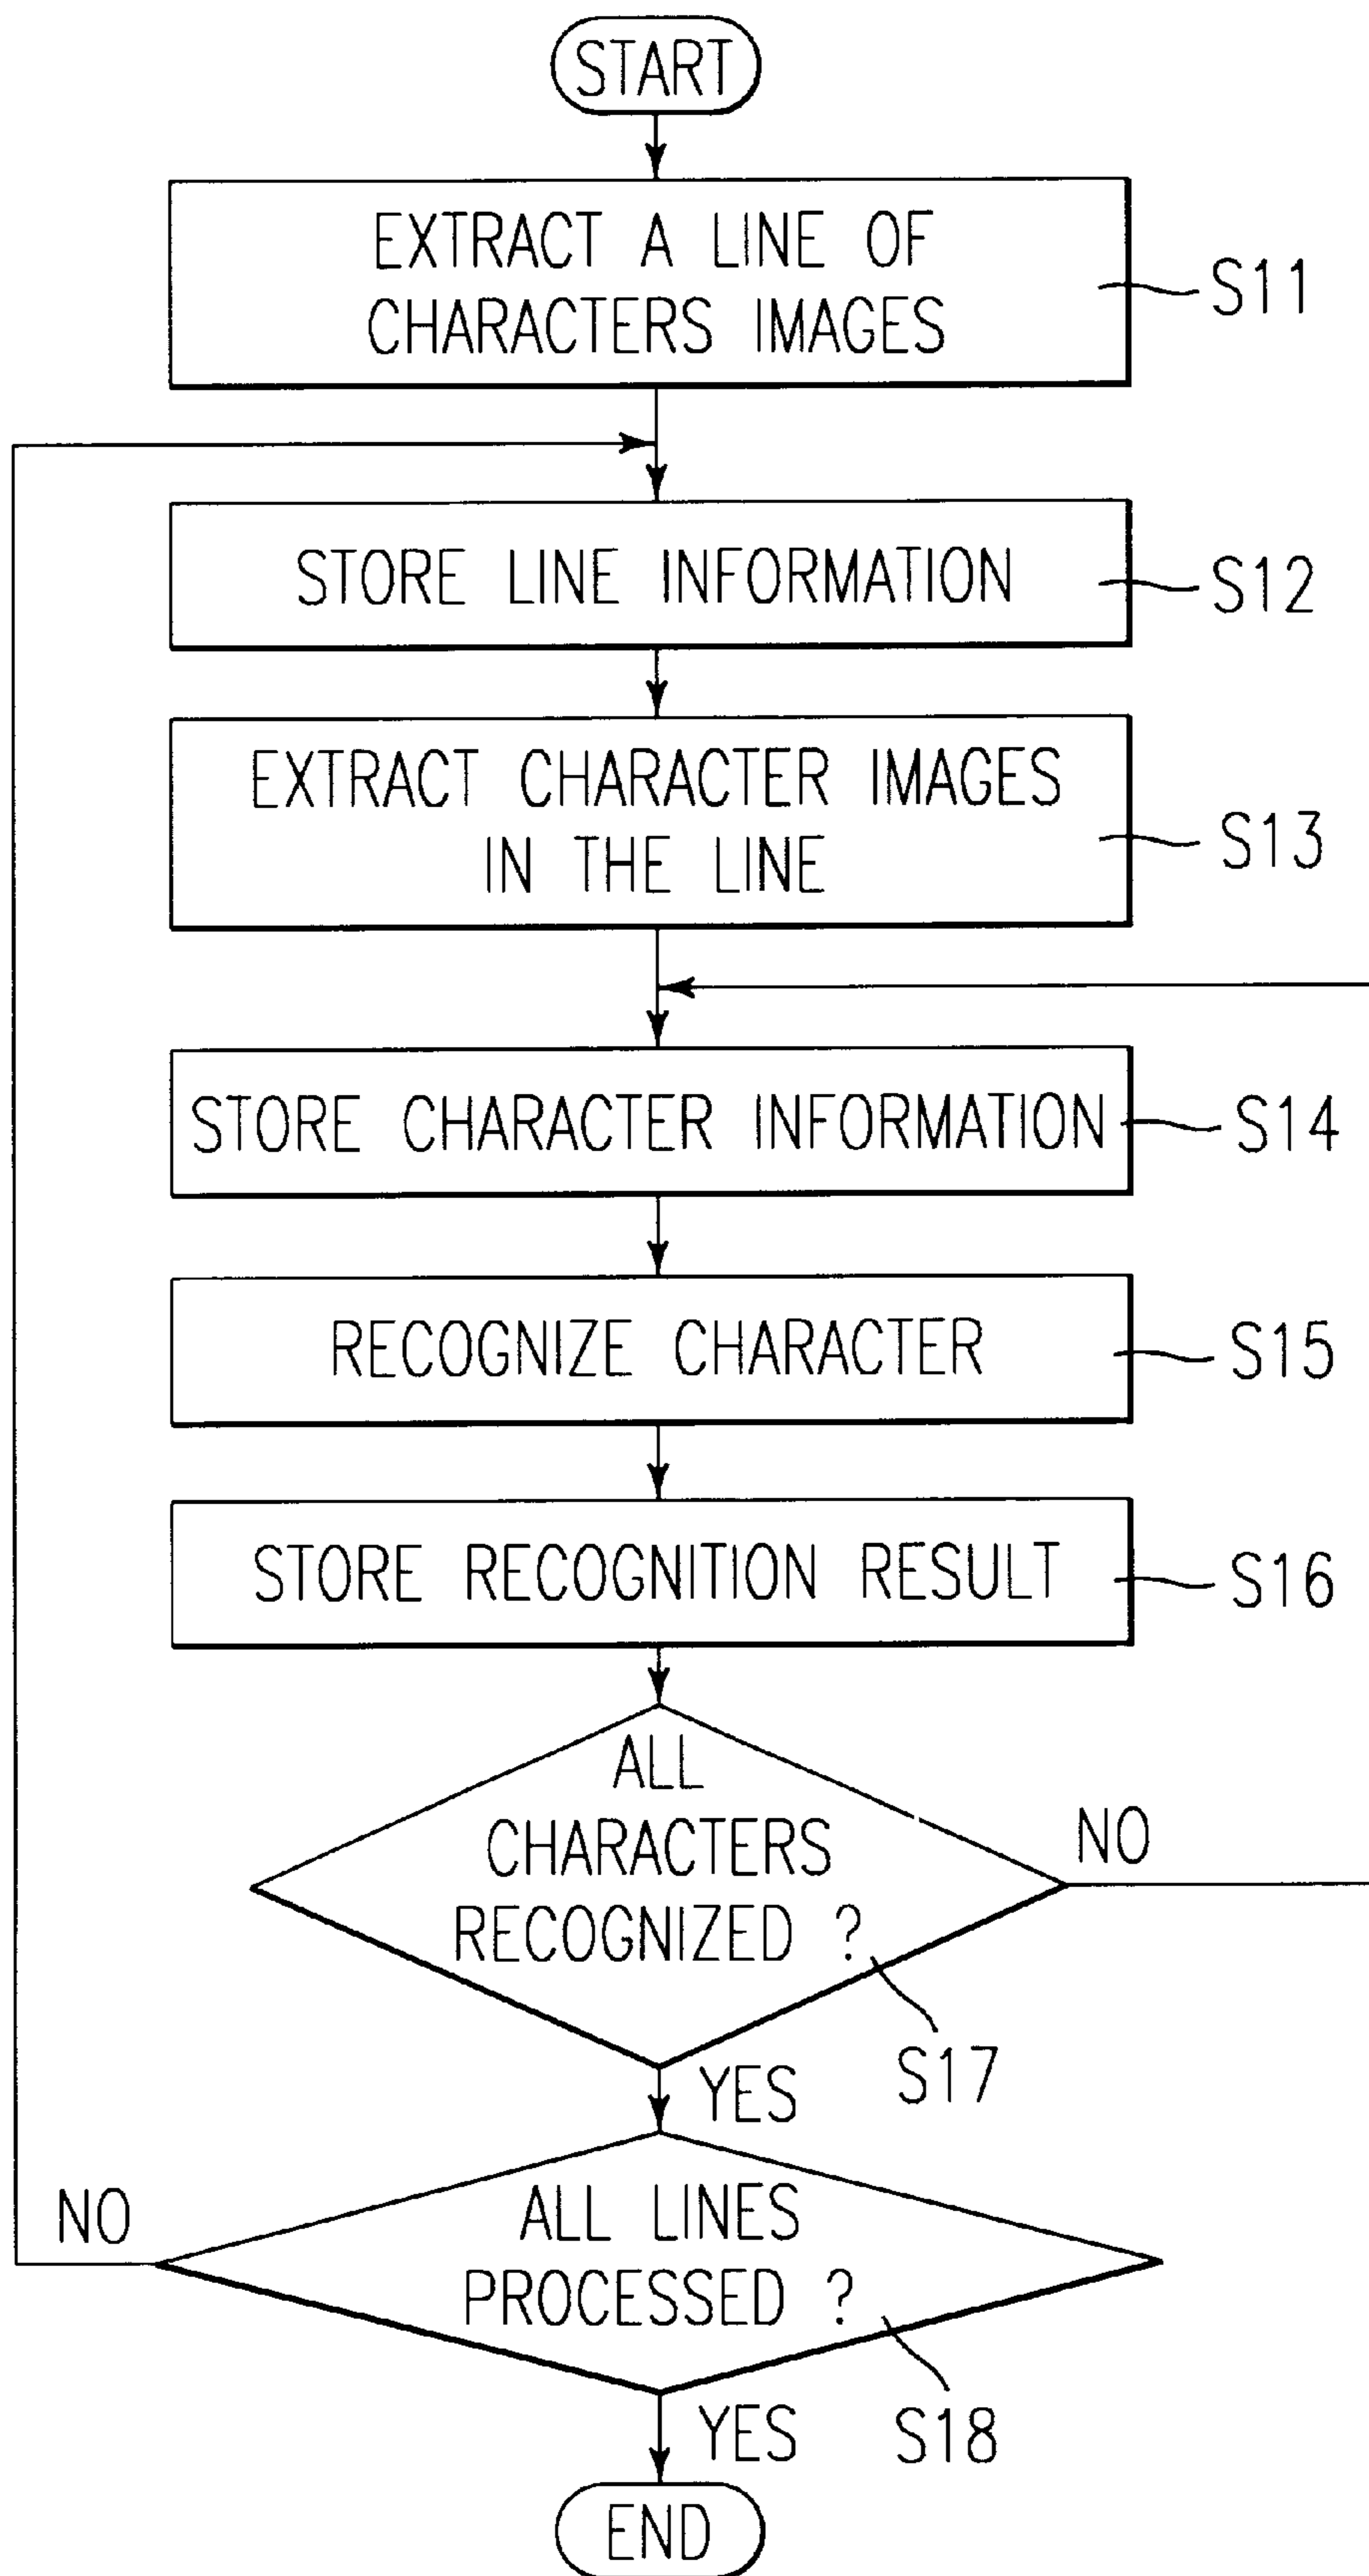 START
EXTRACT A LINE OF
CHARACTERS IMAGES
S11
STORE LINE INFORMATION
S12
EXTRACT CHARACTER IMAGES
IN THE LINE
S13
STORE CHARACTER INFORMATION
S14
RECOGNIZE CHARACTER
S15
STORE RECOGNITION RESULT
S16
ALL
CHARACTERS
RECOGNIZED ?
NO
S17
YES
ALL LINES
PROCESSED ?
NO
S18
YES
END